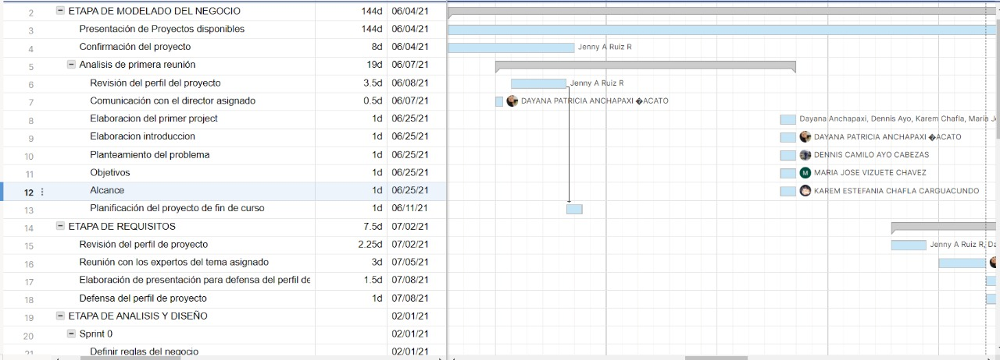 2 ETAPA DE MODELADO DEL NEGOCIO 144d 06/04/21
3 Presentación de Proyectos disponibles 144d 06/04/21
4 Confirmación del proyecto 8d 06/04/21 Jenny A Ruiz R
5 Analisis de primera reunión 19d 06/07/21
6 Revisión del perfil del proyecto 3.5d 06/08/21 Jenny A Ruiz R
7 Comunicación con el director asignado 0.5d 06/07/21 DAYANA PATRICIA ANCHAPAXI �ACATO
8 Elaboracion del primer project 1d 06/25/21 Dayana Anchapaxi, Dennis Ayo, Karem Chafla, María J
9 Elaboracion introduccion 1d 06/25/21 DAYANA PATRICIA ANCHAPAXI �ACATO
10 Planteamiento del problema 1d 06/25/21 DENNIS CAMILO AYO CABEZAS
11 Objetivos 1d 06/25/21 M MARIA JOSE VIZUETE CHAVEZ
12 Alcance 1d 06/25/21 KAREM ESTEFANIA CHAFLA CARGUACUNDO
13 Planificación del proyecto de fin de curso 1d 06/11/21
14 ETAPA DE REQUISITOS 7.5d 07/02/21
15 Revisión del perfil de proyecto 2.25d 07/02/21 Jenny A Ruiz R, Da
16 Reunión con los expertos del tema asignado 3d 07/05/21
17 Elaboración de presentación para defensa del perfil de 1.5d 07/08/21
18 Defensa del perfil de proyecto 1d 07/08/21
19 ETAPA DE ANALISIS Y DISEÑO 02/01/21
20 Sprint 0 02/01/21
21 Definir reglas del negocio 02/01/21